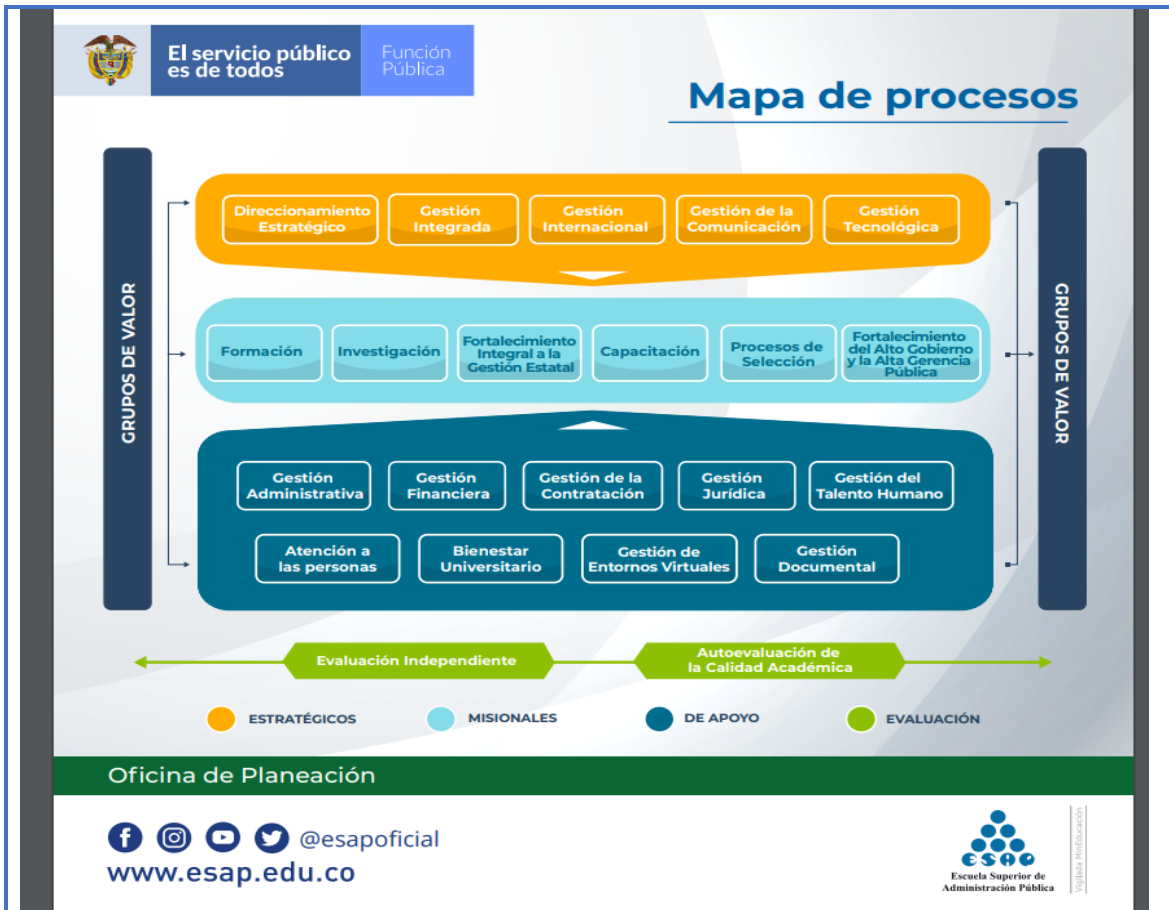 El servicio público
es de todos
Función
Pública
Mapa de procesos
GRUPOS DE VALOR
Direccionamiento
Estratégico
Gestión
Integrada
Gestión
Internacional
Gestión de la
Comunicación
Gestión
Tecnológica
Formación
Investigación
Fortalecimiento
Integral a la
Gestión Estatal
Capacitación
Procesos de
Selección
Fortalecimiento
del Alto Gobierno
y la Alta Gerencia
Pública
Gestión
Administrativa
Gestión
Financiera
Gestión de la
Contratación
Gestión
Jurídica
Gestión del
Talento Humano
Atención a
las personas
Bienestar
Universitario
Gestión de
Entornos Virtuales
Gestión
Documental
GRUPOS DE VALOR
Evaluación Independiente
Autoevaluación de
la Calidad Académica
ESTRATÉGICOS
MISIONALES
DE APOYO
EVALUACIÓN
Oficina de Planeación
@esapoficial
www.esap.edu.co
esap
Escuela Superior de
Administración Pública
Vigilada MinEducación